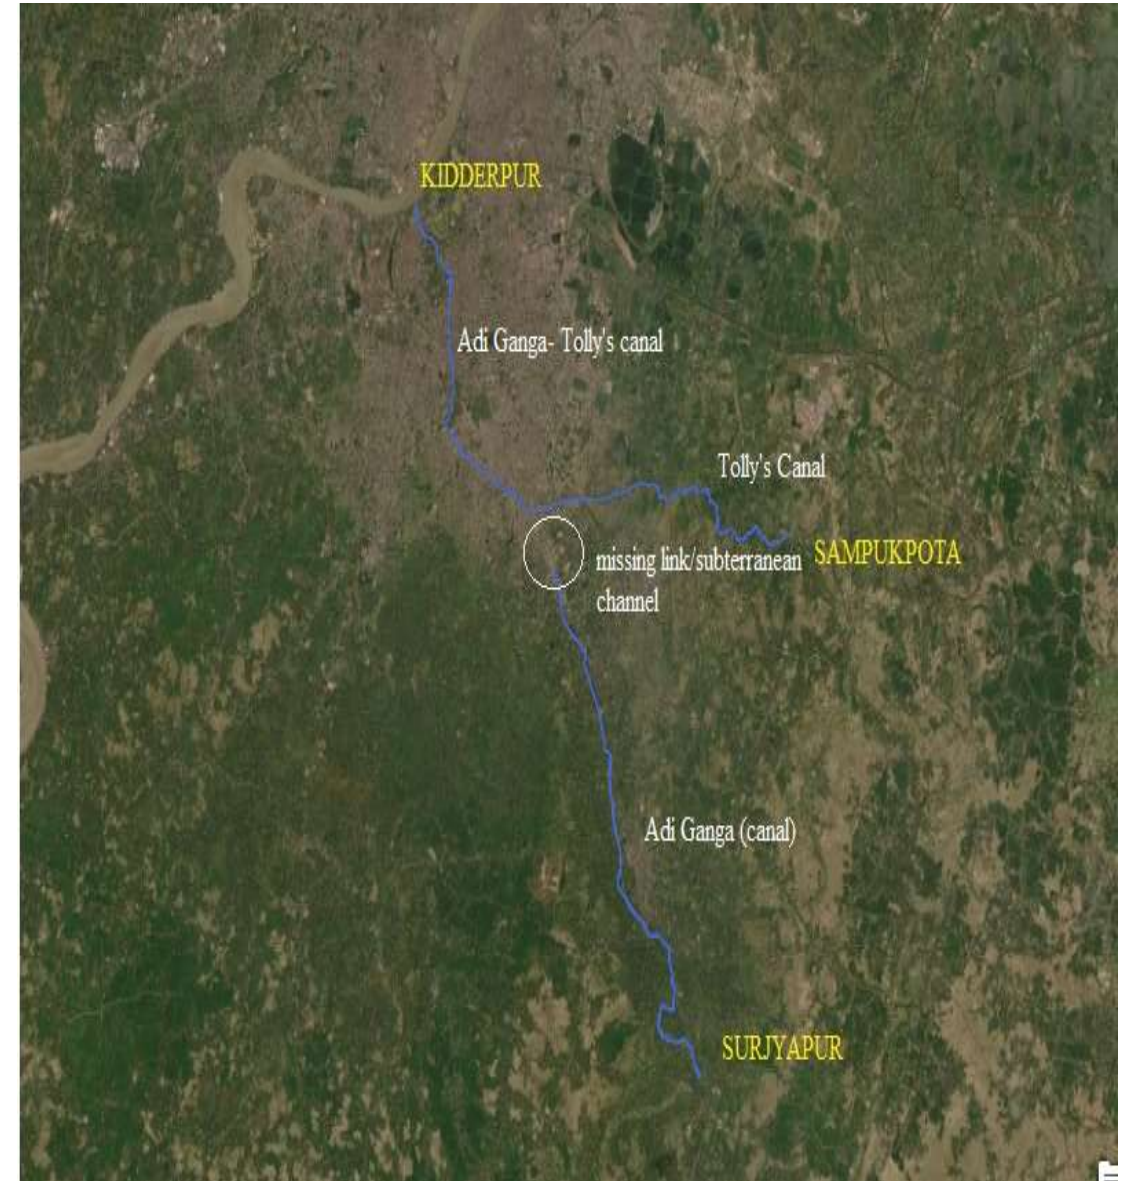 KIDDERPUR
Adi Ganga- Tolly's canal
Tolly's Canal
missing link/subterranean
channel
SAMPUKPOTA
Adi Ganga (canal)
SURJYAPUR